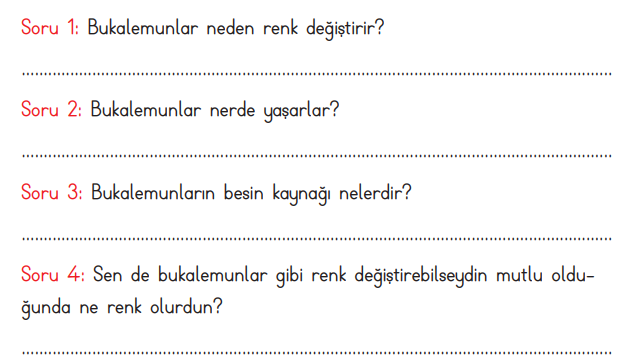 Soru 1: Bukalemunlar neden renk değiştirir?
................................................................................................................................
Soru 2: Bukalemunlar nerde yaşarlar?
................................................................................................................................
Soru 3: Bukalemunların besin kaynağı nelerdir?
................................................................................................................................
Soru 4: Sen de bukalemunlar gibi renk değiştirebilseydin mutlu oldu-
ğunda ne renk olurdun?
................................................................................................................................